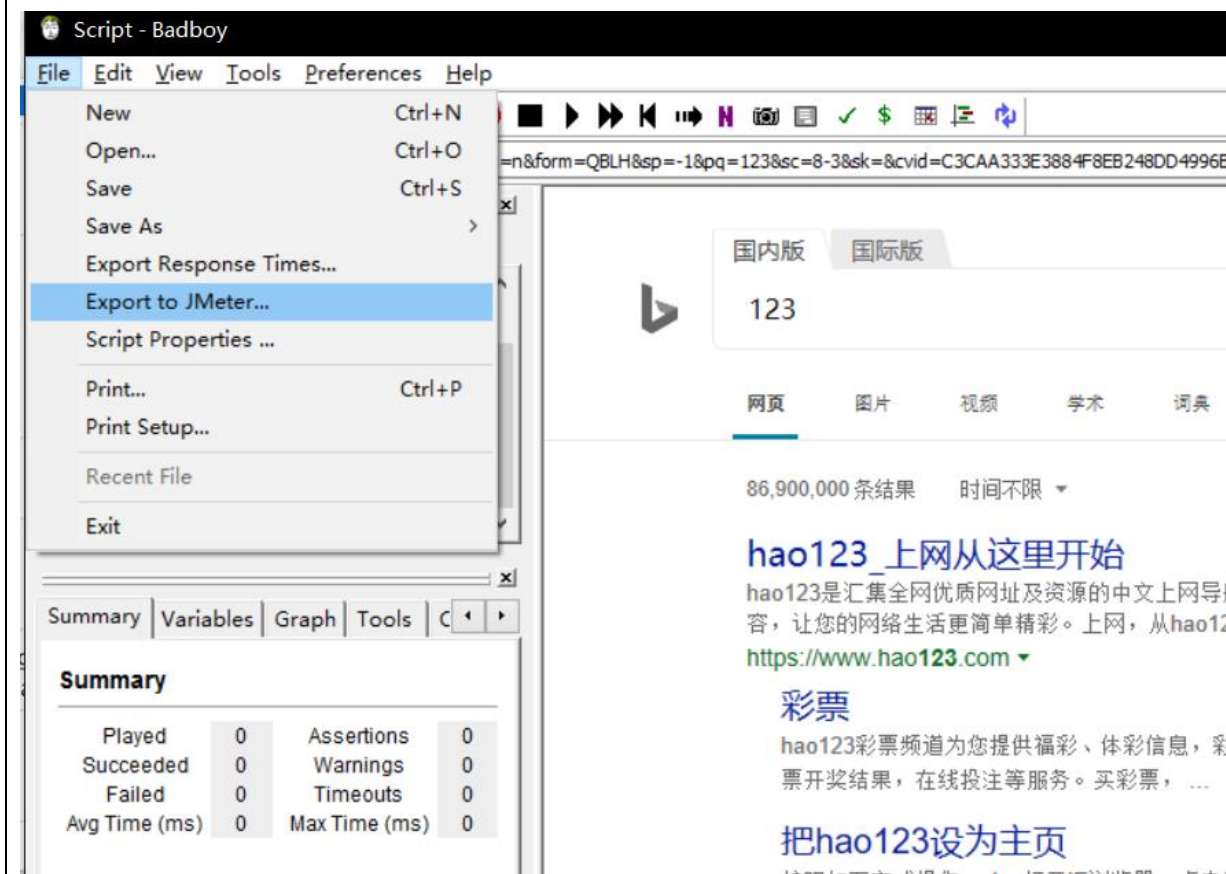 Script - Badboy
File Edit View Tools Preferences Help
New Ctrl+N
Open... Ctrl+O
Save Ctrl+S
Save As
Export Response Times...
Export to JMeter...
Script Properties ...
Print... Ctrl+P
Print Setup...
Recent File
Exit
=n&form=QBLH&sp=-1&pq=123&sc=8-3&sk=&cvid=C3CAA333E3884F8EB248DD4996E
国内版 国际版
123
网页 图片 视频 学术 词典
86,900,000 条结果 时间不限
hao123_上网从这里开始
hao123是汇集全网优质网址及资源的中文上网导
容,让您的网络生活更简单精彩。上网,从hao12
https://www.hao123.com
彩票
hao123彩票频道为您提供福彩、体彩信息,彩
票开奖结果,在线投注等服务。买彩票, ...
把hao123设为主页
Summary Variables Graph Tools
Summary
Played 0 Assertions 0
Succeeded 0 Warnings 0
Failed 0 Timeouts 0
Avg Time (ms) 0 Max Time (ms) 0